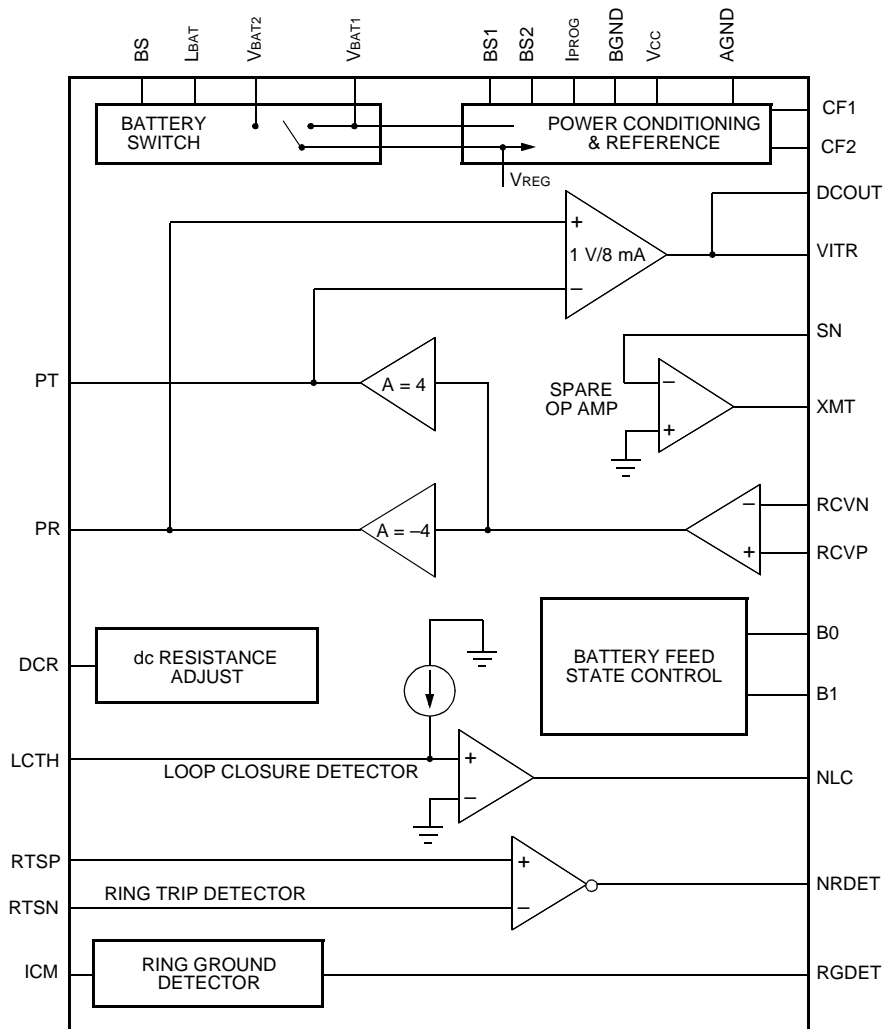 BS
LBAT
VBAT2
VBAT1
BS1
BS2
IPROG
BGND
VCC
AGND
BATTERY
SWITCH
POWER CONDITIONING
& REFERENCE
CF1
CF2
VREG
DCOUT
+
1 V/8 mA
–
VITR
SN
PT
A = 4
SPARE
OP AMP
–
+
XMT
PR
A = –4
–
+
RCVN
RCVP
DCR
dc RESISTANCE
ADJUST
BATTERY FEED
STATE CONTROL
B0
B1
LCTH
LOOP CLOSURE DETECTOR
+
–
NLC
RTSP
RTSN
RING TRIP DETECTOR
+
–
NRDET
ICM
RING GROUND
DETECTOR
RGDET